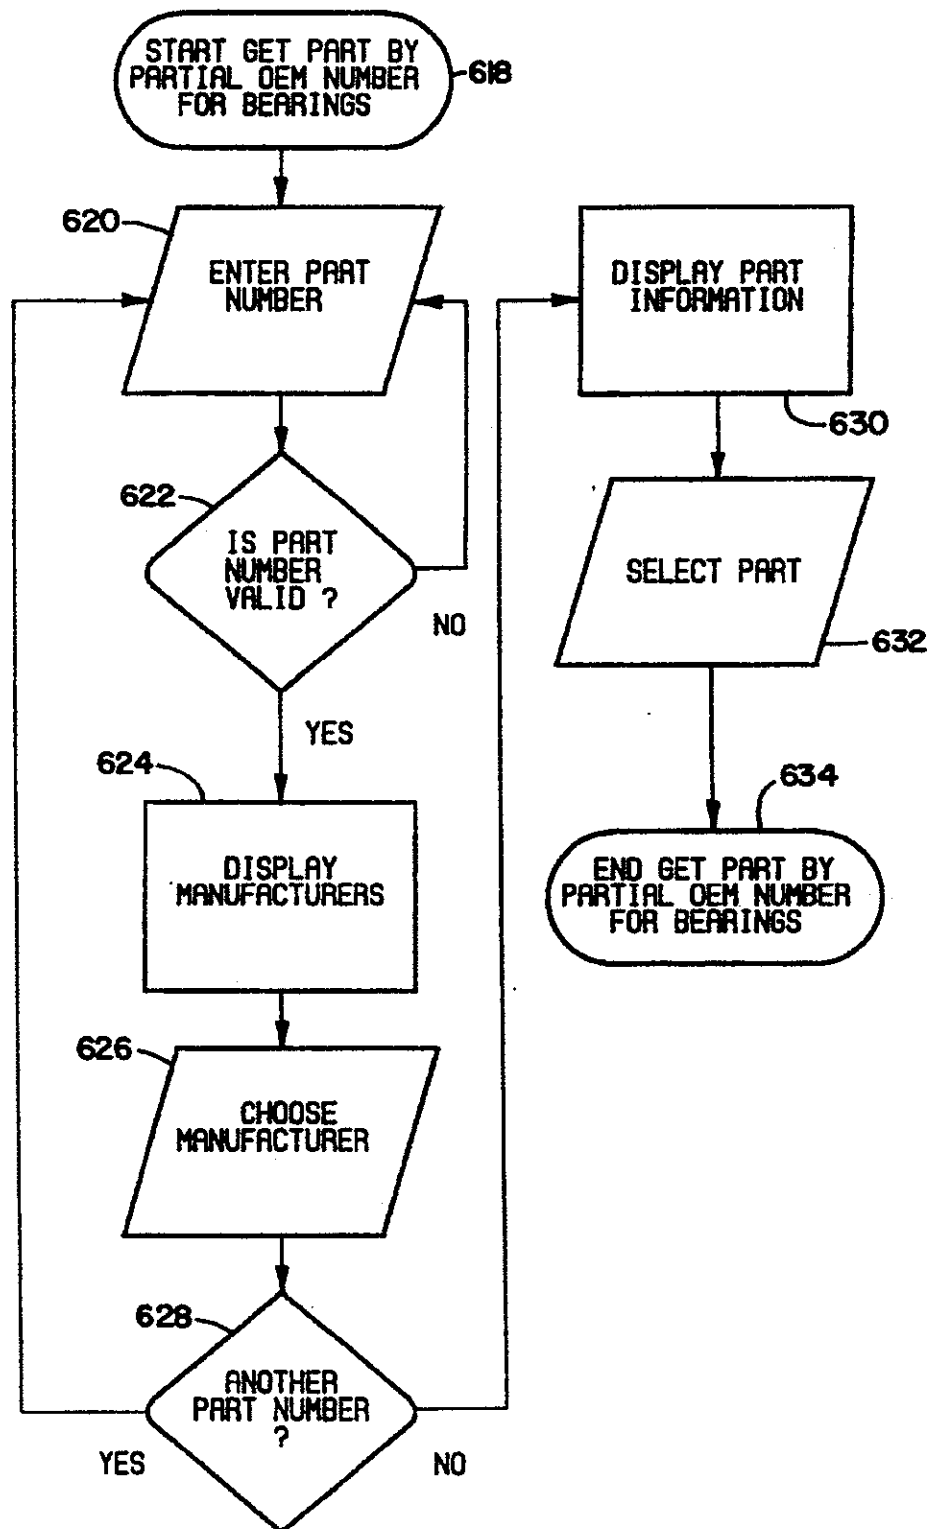 START GET PART BY
PARTIAL OEM NUMBER
FOR BEARINGS
618
620
ENTER PART
NUMBER
622
IS PART
NUMBER
VALID ?
NO
YES
624
DISPLAY
MANUFACTURERS
626
CHOOSE
MANUFACTURER
628
ANOTHER
PART NUMBER
?
YES
NO
DISPLAY PART
INFORMATION
630
SELECT PART
632
634
END GET PART BY
PARTIAL OEM NUMBER
FOR BEARINGS